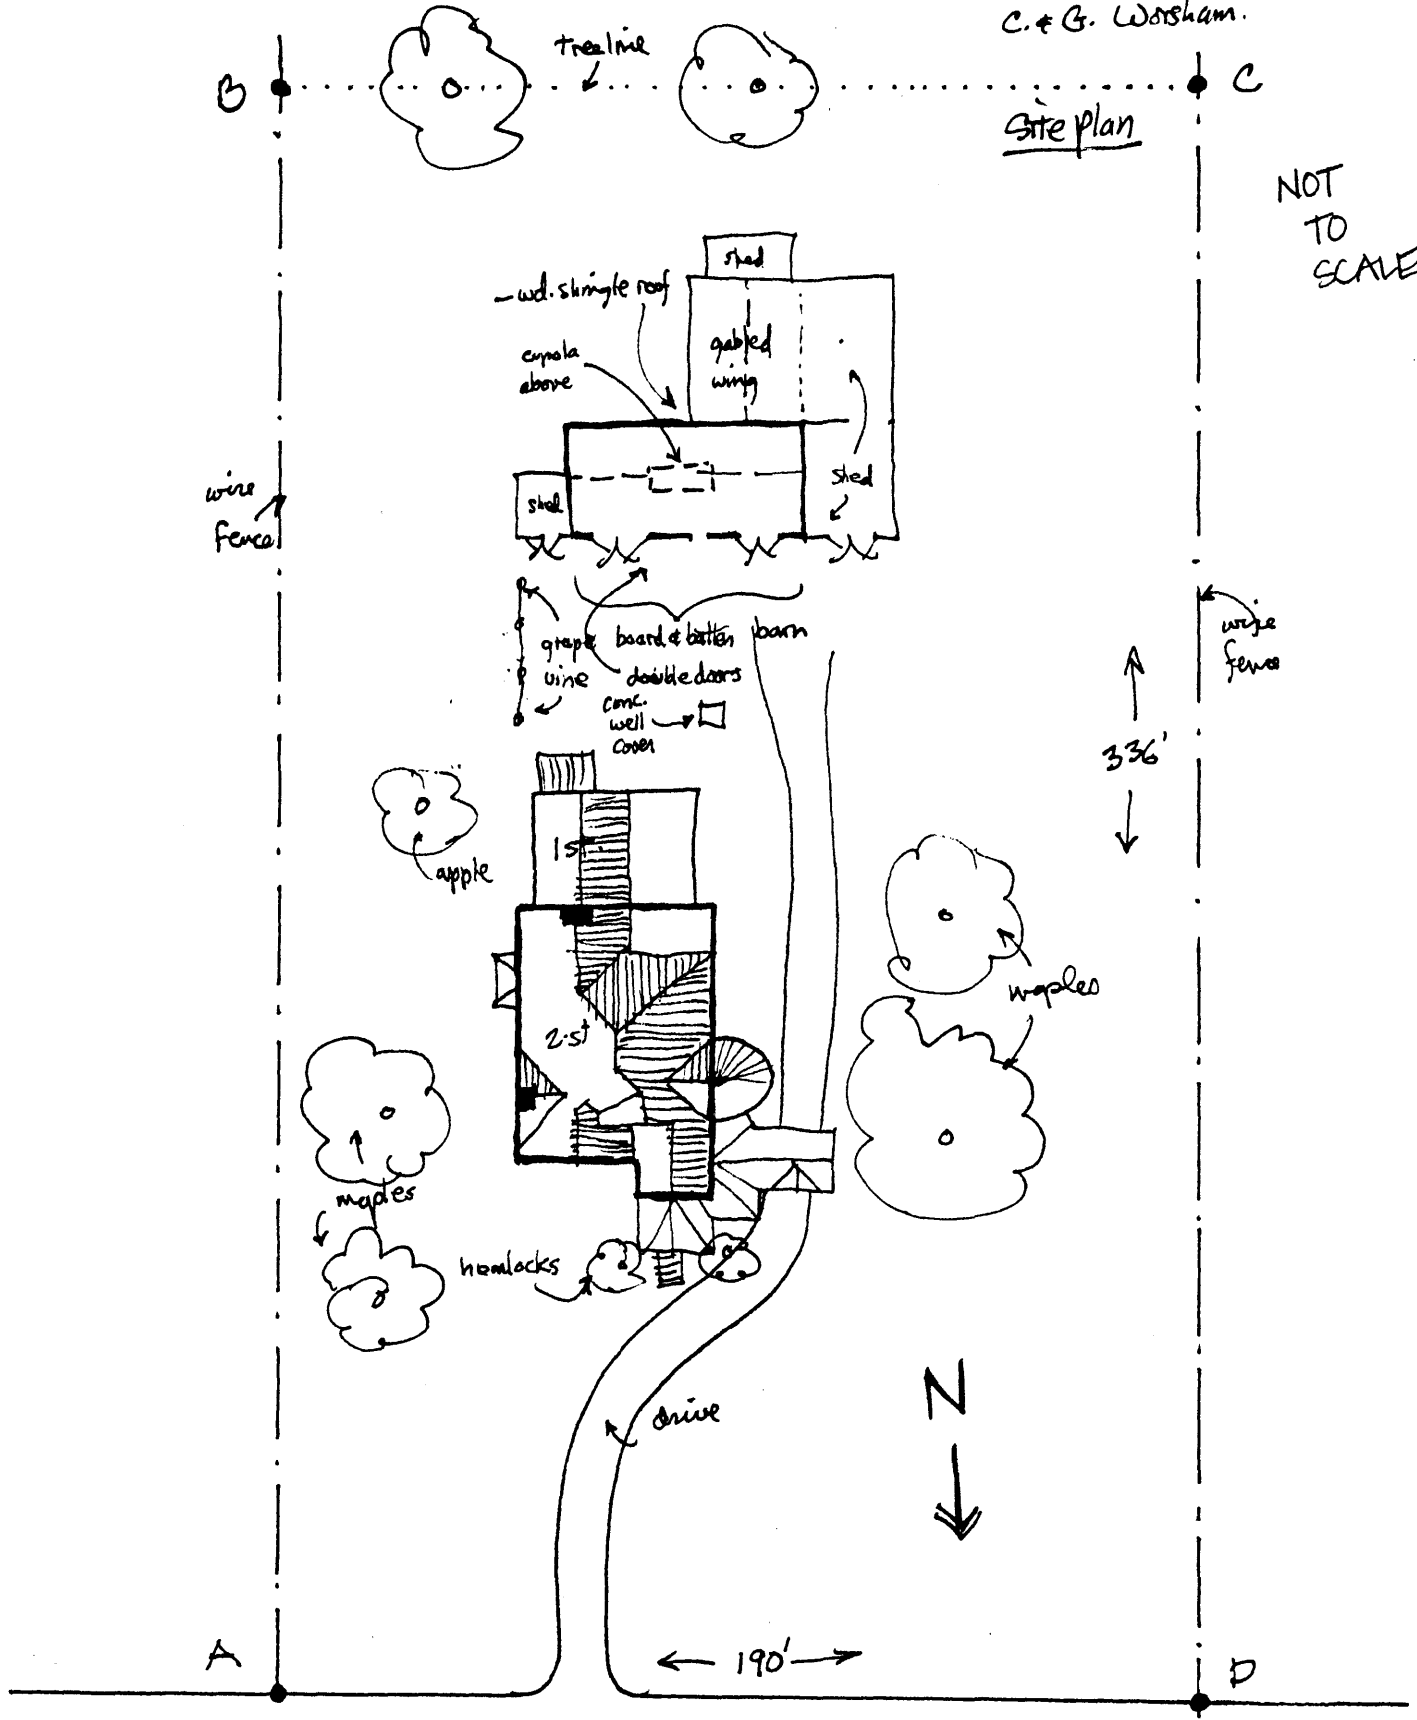 C. & G. Worsham.
treeline
B
C
Site plan
NOT
TO
SCALE
shed
wd. shingle roof
gabled
wing
cupola
above
shed
shed
wire
fence
grape
vine
board & batten barn
double doors
wire
fence
conc.
well
cover
336'
1 st.
apple
maples
2 st
maples
hemlocks
N
drive
A
190'
D